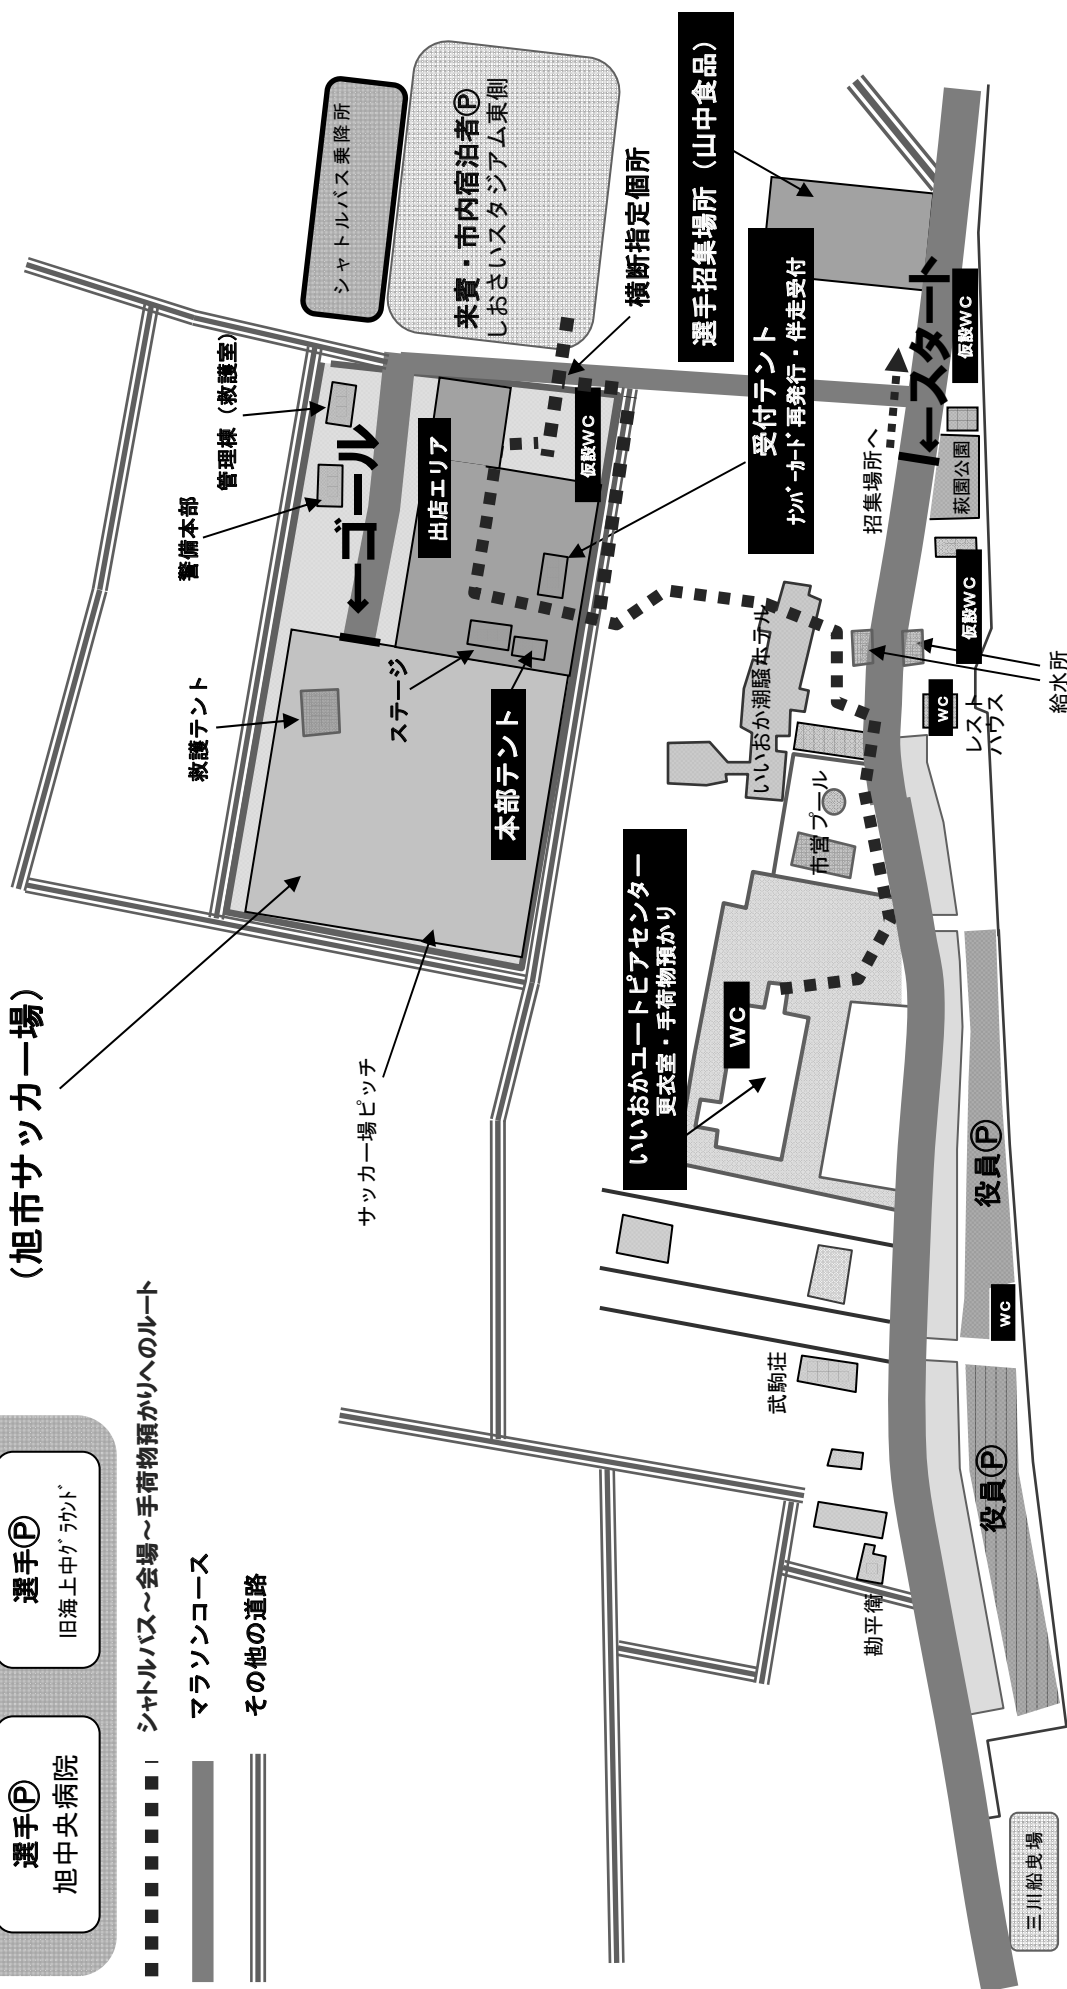 (旭市サッカー場)
選手Ⓟ
旭中央病院
選手Ⓟ
旧海上中グラウンド
シャトルバス～会場～手荷物預かりへのルート
マラソンコース
その他の道路
シャトルバス乗降所
来賓・市内宿泊者Ⓟ
しおさいスタジアム東側
管理棟（救護室）
警備本部
救護テント
←ゴール
出店エリア
ステージ
本部テント
サッカー場ピッチ
仮設WC
横断指定個所
選手招集場所（山中食品）
受付テント
ナンバーカード再発行・伴走受付
招集場所へ
←スタート
仮設WC
萩園公園
仮設WC
給水所
WC
レスト
ハウス
いいおか潮騒ホテル
市営プール
いいおかユートピアセンター
更衣室・手荷物預かり
WC
役員Ⓟ
WC
役員Ⓟ
武駒荘
勘平衛
三川船曳場